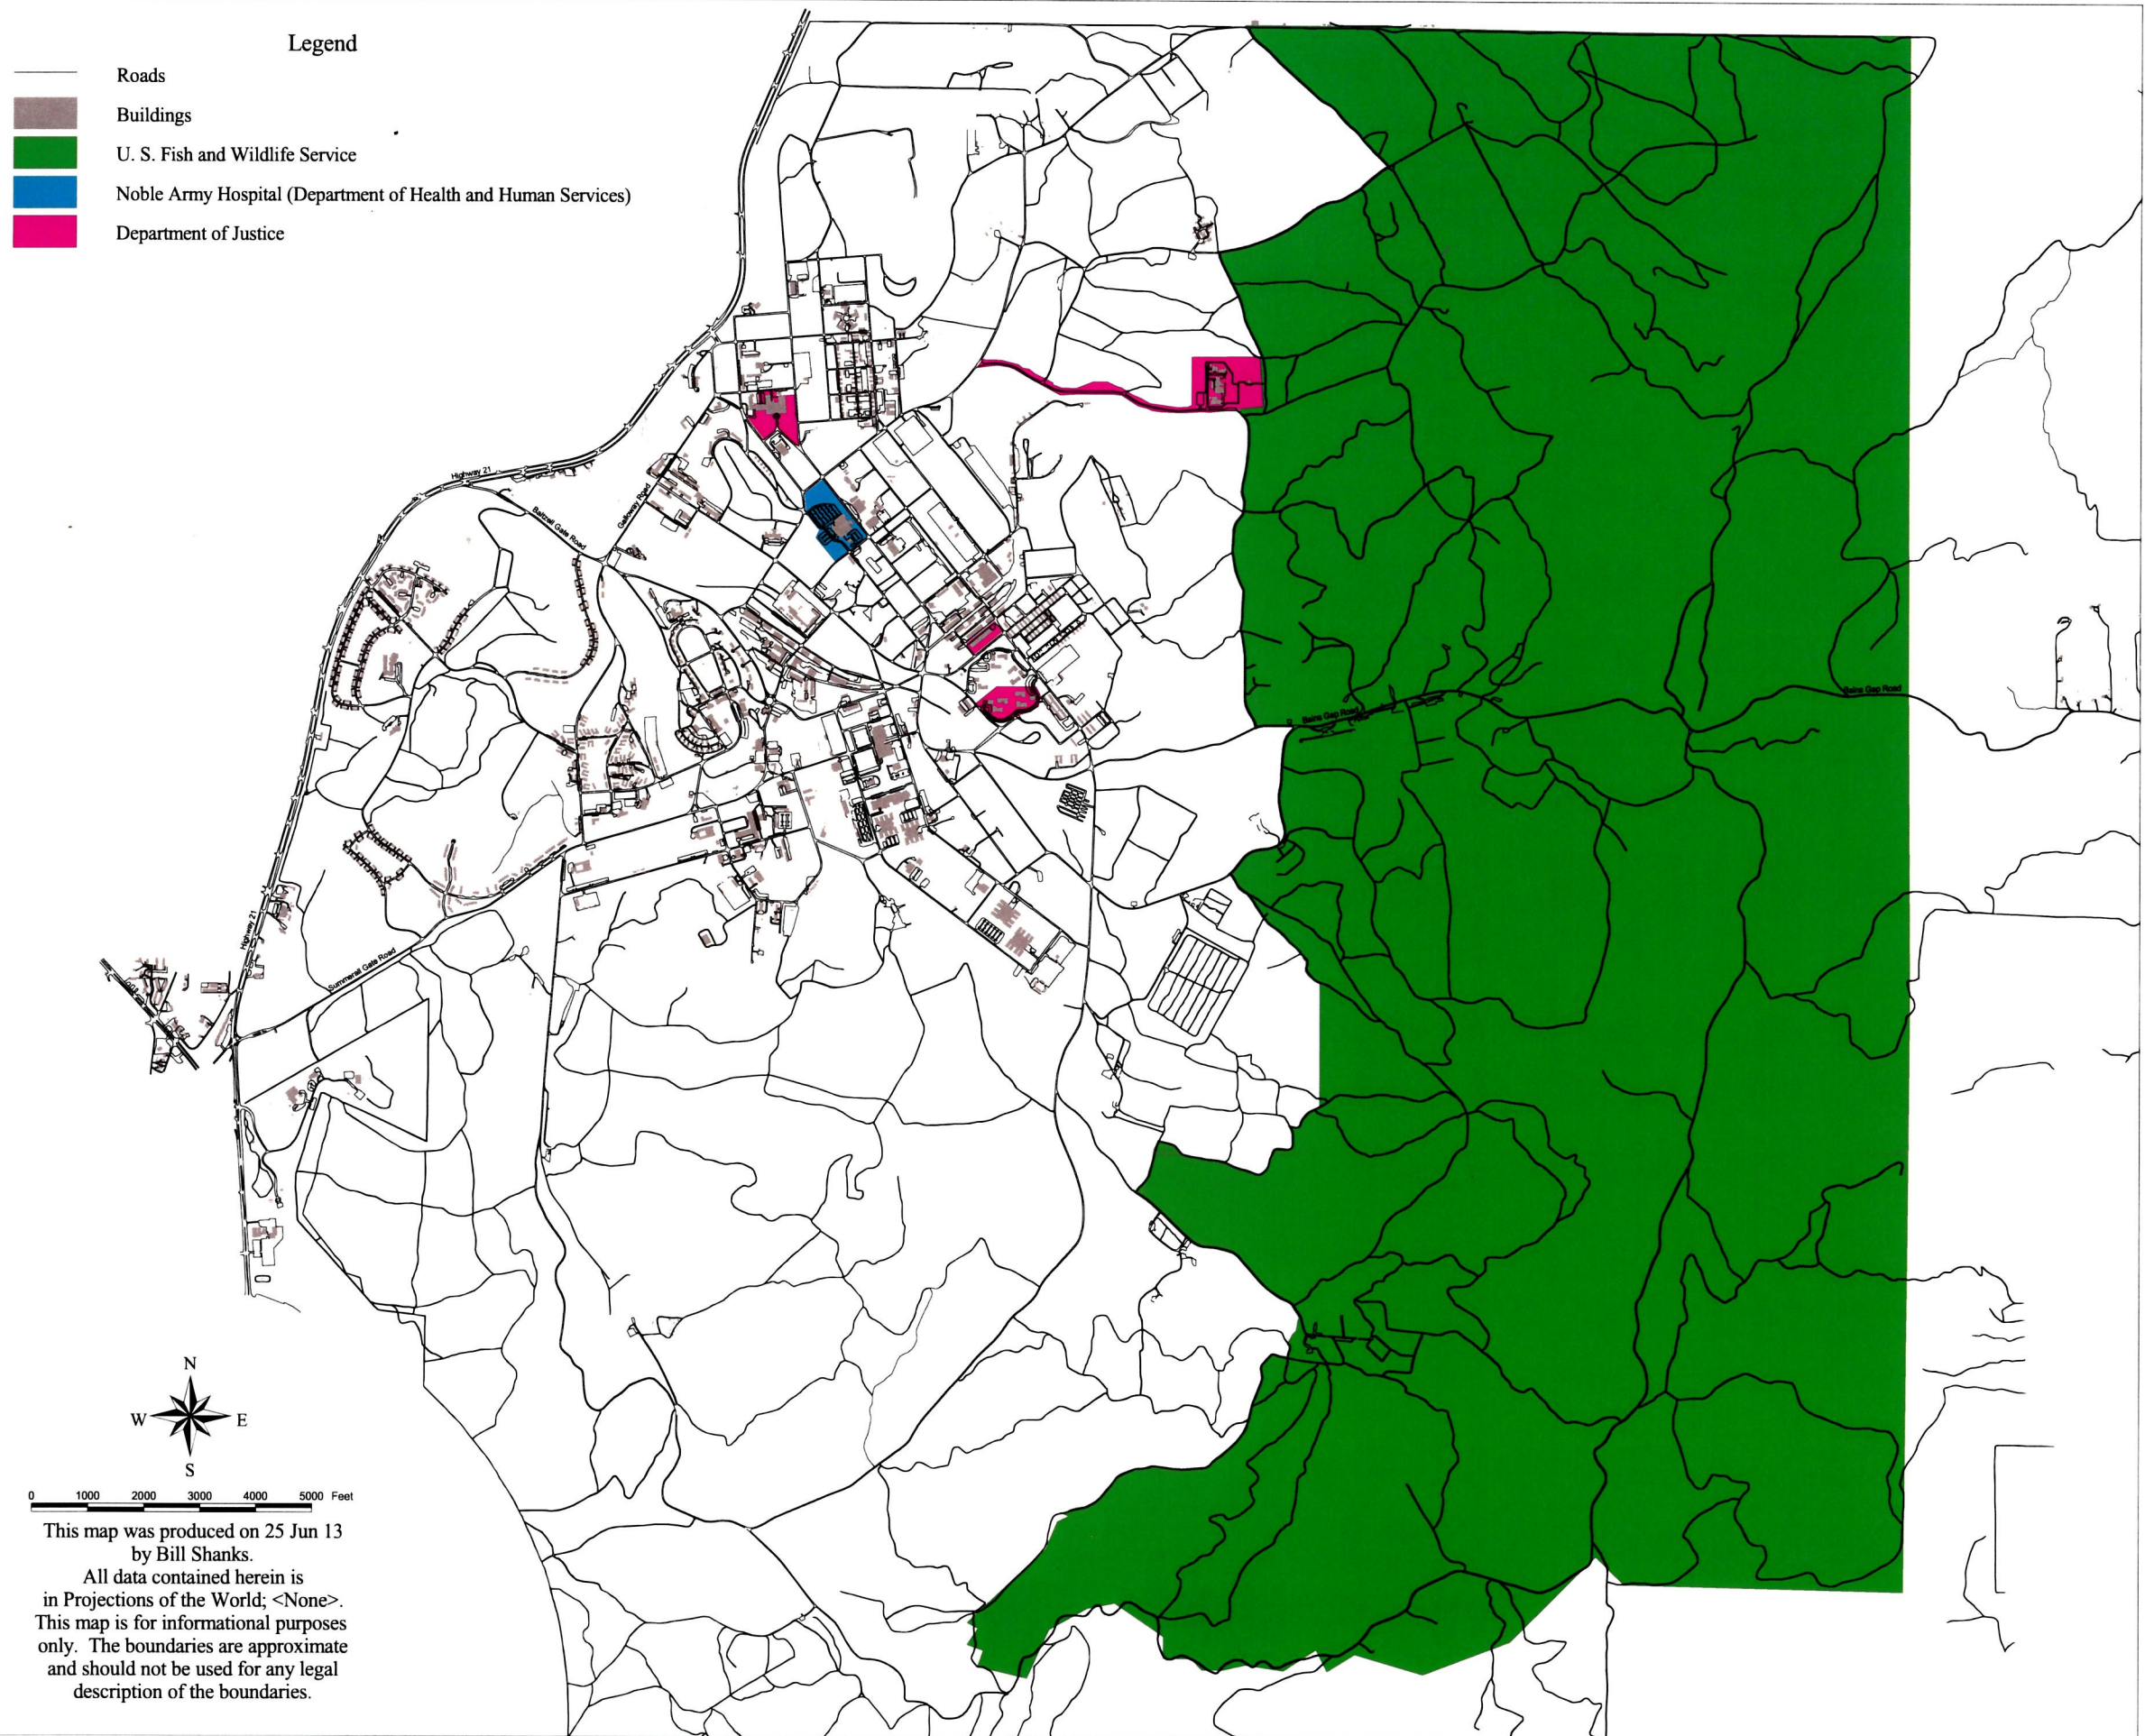 Legend
Roads
Buildings
U. S. Fish and Wildlife Service
Noble Army Hospital (Department of Health and Human Services)
Department of Justice
Highway 21
Baltzell Gate Road
Galloway Road
Bains Gap Road
Bains Gap Road
Highway 21
Summerall Gate Road
N
W E
S
0 1000 2000 3000 4000 5000 Feet
This map was produced on 25 Jun 13
by Bill Shanks.
All data contained herein is
in Projections of the World; <None>.
This map is for informational purposes
only. The boundaries are approximate
and should not be used for any legal
description of the boundaries.